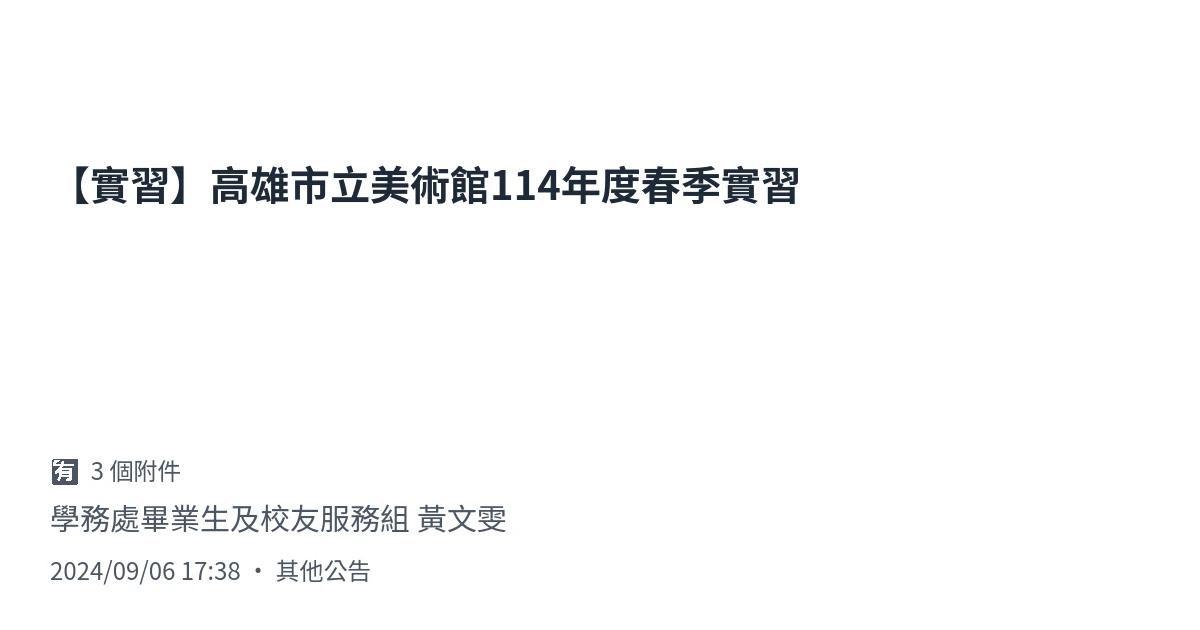 【實習】高雄市立美術館114年度春季實習
🈶 3 個附件
學務處畢業生及校友服務組 黃文雯
2024/09/06 17:38 • 其他公告